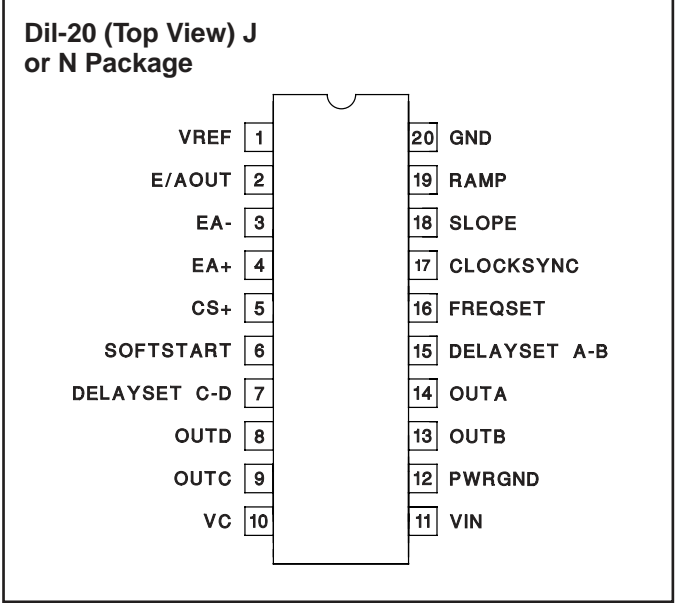 Dil-20 (Top View) J
or N Package
VREF 1
E/AOUT 2
EA- 3
EA+ 4
CS+ 5
SOFTSTART 6
DELAYSET C-D 7
OUTD 8
OUTC 9
VC 10
20 GND
19 RAMP
18 SLOPE
17 CLOCKSYNC
16 FREQSET
15 DELAYSET A-B
14 OUTA
13 OUTB
12 PWRGND
11 VIN